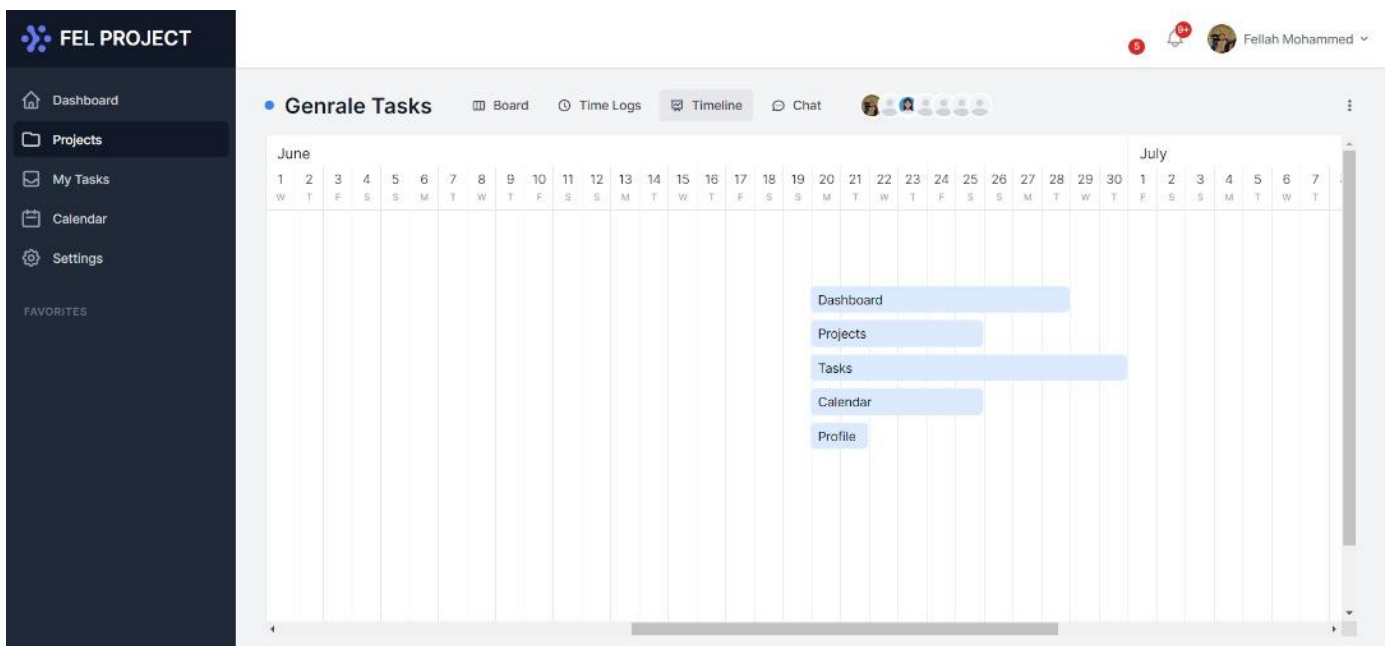 FEL PROJECT
5
9+
Fellah Mohammed
Dashboard
Projects
My Tasks
Calendar
Settings
FAVORITES
Genrale Tasks Board Time Logs Timeline Chat
June July
1 2 3 4 5 6 7 8 9 10 11 12 13 14 15 16 17 18 19 20 21 22 23 24 25 26 27 28 29 30 1 2 3 4 5 6 7
W T F S S M T W T F S S M T W T F S S M T W T F S S M T W T F S S M T W T
Dashboard
Projects
Tasks
Calendar
Profile